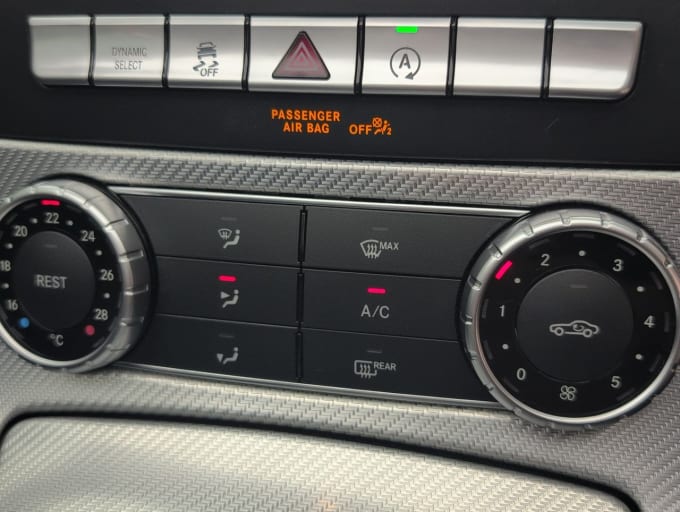 DYNAMIC
SELECT
OFF
A
PASSENGER
AIR BAG OFF 2
MAX
A/C
REAR
16
18
20
22
24
26
28
°C
REST
0
1
2
3
4
5